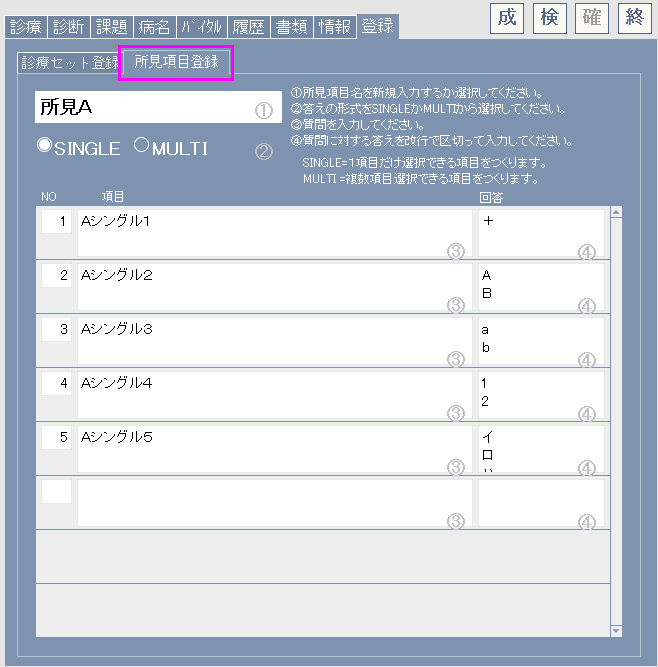 診療 診断 課題 病名 ﾊﾞｲﾀﾙ 履歴 書類 情報 登録 成 検 確 終
診療セット登録 所見項目登録
所見A ①
SINGLE MULTI ②
①所見項目名を新規入力するか選択してください。
②答えの形式をSINGLEかMULTIから選択してください。
③質問を入力してください。
④質問に対する答えを改行で区切って入力してください。
SINGLE=1項目だけ選択できる項目をつくります。
MULTI =複数項目選択できる項目をつくります。
NO 項目 回答
1 Aシングル1 ③ + ④
2 Aシングル2 ③ A
B ④
3 Aシングル3 ③ a
b ④
4 Aシングル4 ③ 1
2 ④
5 Aシングル5 ③ イ
ロ ④
③ ④